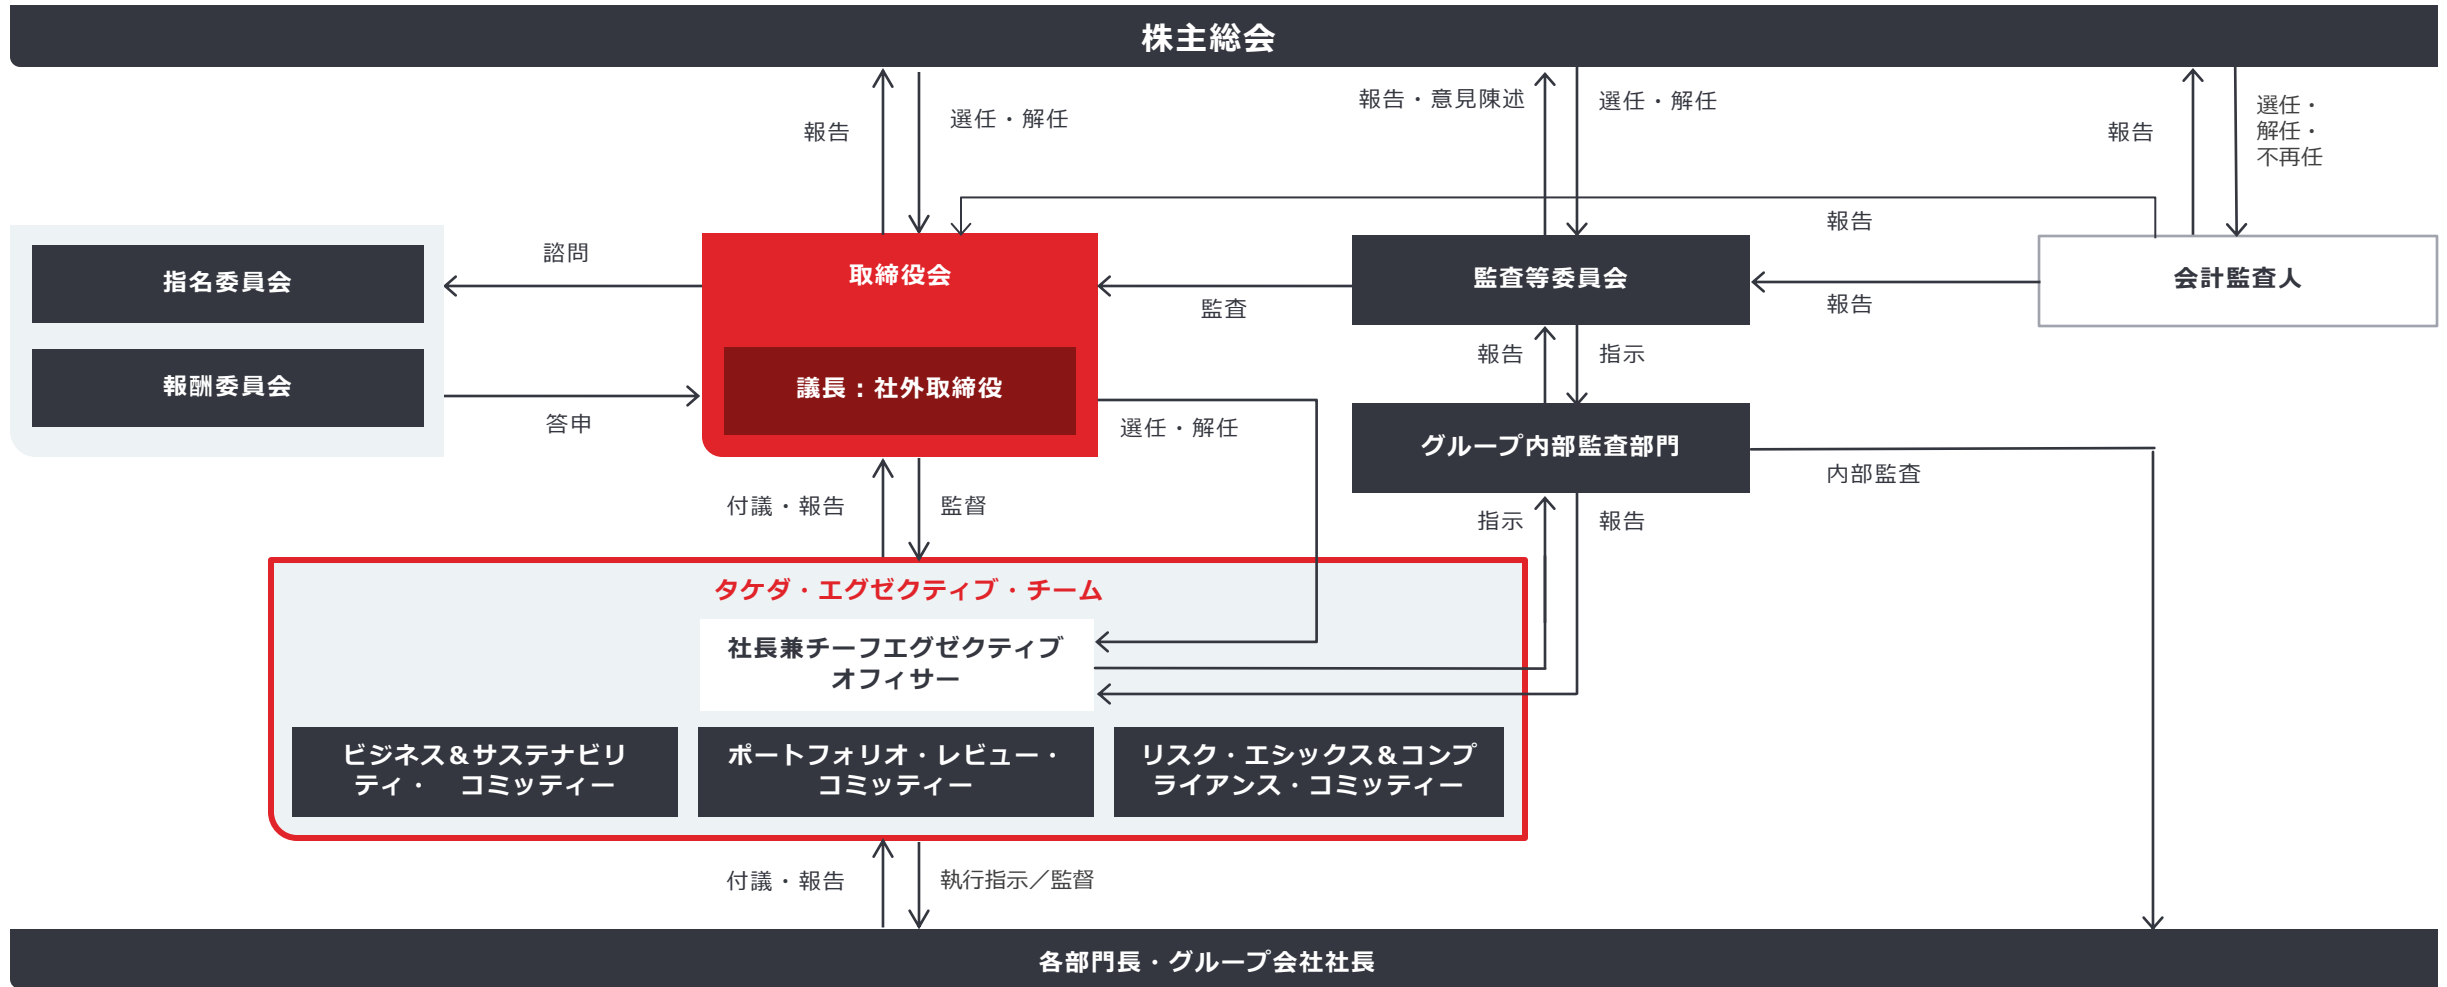 株主総会
報告
選任・解任
報告・意見陳述
選任・解任
報告
選任・
解任・
不再任
報告
諮問
指名委員会
報酬委員会
答申
取締役会
議長：社外取締役
監査
監査等委員会
報告
会計監査人
報告
指示
選任・解任
グループ内部監査部門
内部監査
付議・報告
監督
指示
報告
タケダ・エグゼクティブ・チーム
社長兼チーフエグゼクティブ
オフィサー
ビジネス＆サステナビリ
ティ・　コミッティー
ポートフォリオ・レビュー・
コミッティー
リスク・エシックス＆コンプ
ライアンス・コミッティー
付議・報告
執行指示／監督
各部門長・グループ会社社長